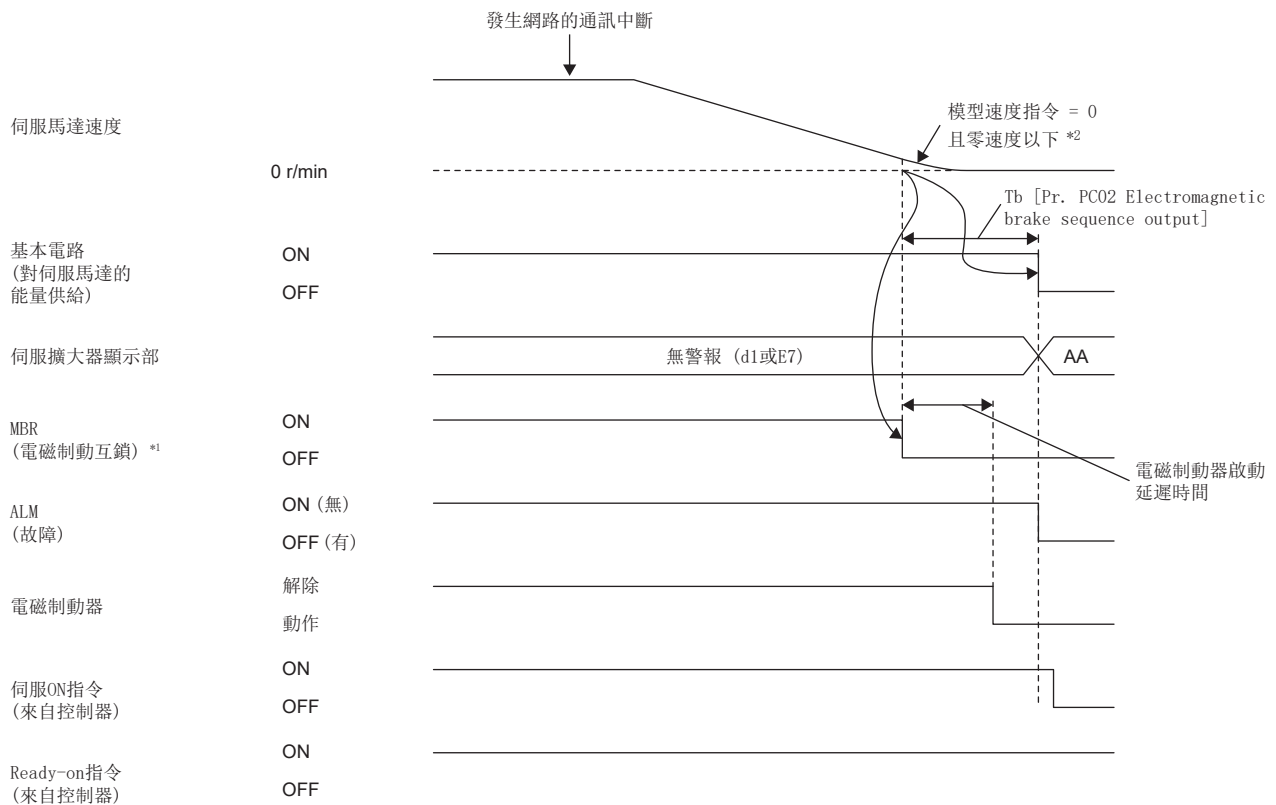 發生網路的通訊中斷
伺服馬達速度
0 r/min
模型速度指令 = 0
且零速度以下 *2
Tb [Pr. PC02 Electromagnetic
brake sequence output]
基本電路
(對伺服馬達的
能量供給)
ON
OFF
伺服擴大器顯示部
無警報 (d1或E7)
AA
MBR
(電磁制動互鎖) *1
ON
OFF
電磁制動器啟動
延遲時間
ALM
(故障)
ON (無)
OFF (有)
電磁制動器
解除
動作
伺服ON指令
(來自控制器)
ON
OFF
Ready-on指令
(來自控制器)
ON
OFF